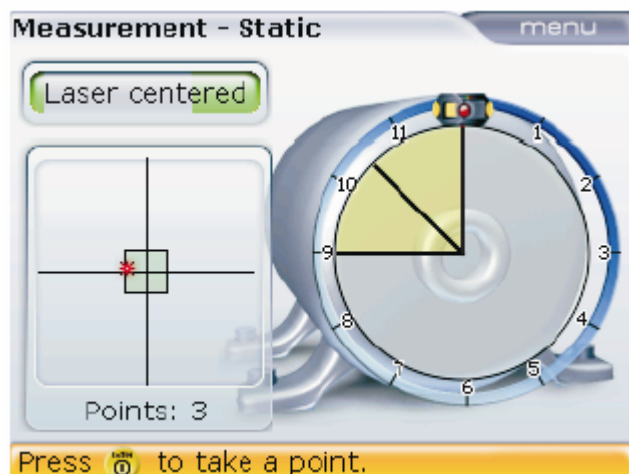 Measurement - Static
menu
Laser centered
11
1
10
2
9
3
8
4
7
5
6
Points: 3
Press to take a point.